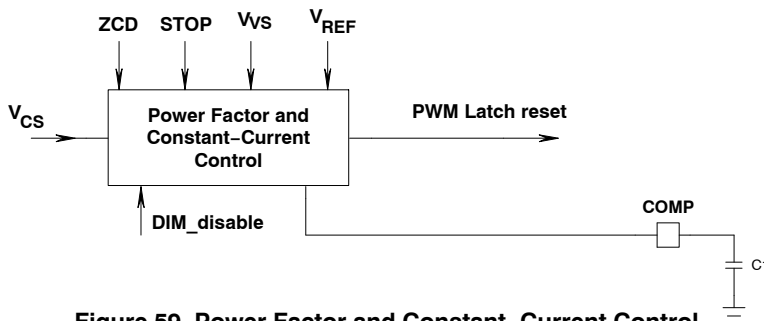 ZCD STOP VVS VREF
VCS
Power Factor and
Constant−Current
Control
PWM Latch reset
DIM_disable
COMP
Figure 59. Power Factor and Constant−Current Control